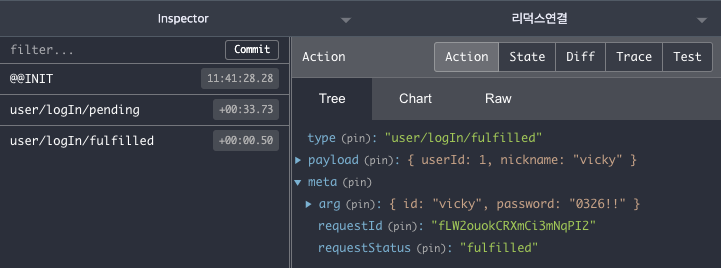 Inspector
리덕스연결
filter...
Commit
@@INIT
11:41:28.28
user/logIn/pending
+00:33.73
user/logIn/fulfilled
+00:00.50
Action
Action State Diff Trace Test
Tree Chart Raw
type (pin): "user/logIn/fulfilled"
payload (pin): { userId: 1, nickname: "vicky" }
meta (pin)
arg (pin): { id: "vicky", password: "0326!!" }
requestId (pin): "fLW2ouokCRXmCi3mNqPI2"
requestStatus (pin): "fulfilled"